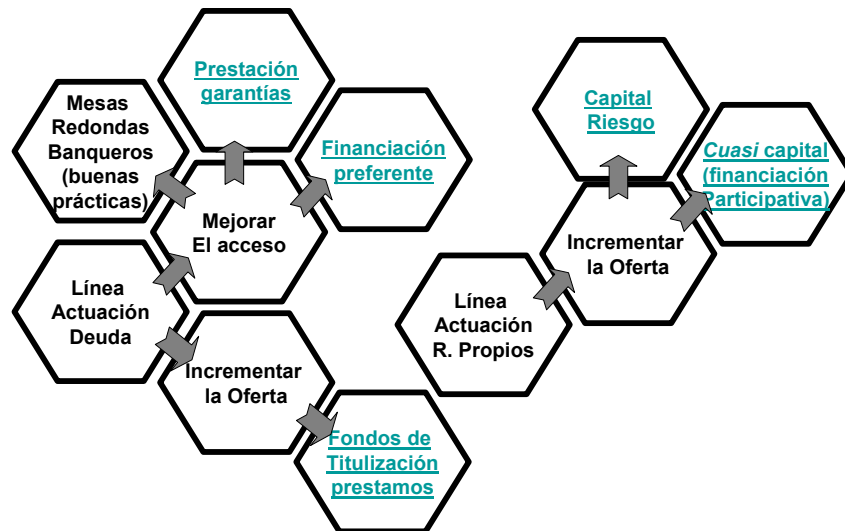 Prestación
garantías
Mesas
Redondas
Banqueros
(buenas
prácticas)
Financiación
preferente
Mejorar
El acceso
Línea
Actuación
Deuda
Incrementar
la Oferta
Fondos de
Titulización
prestamos
Capital
Riesgo
Cuasi capital
(financiación
Participativa)
Incrementar
la Oferta
Línea
Actuación
R. Propios